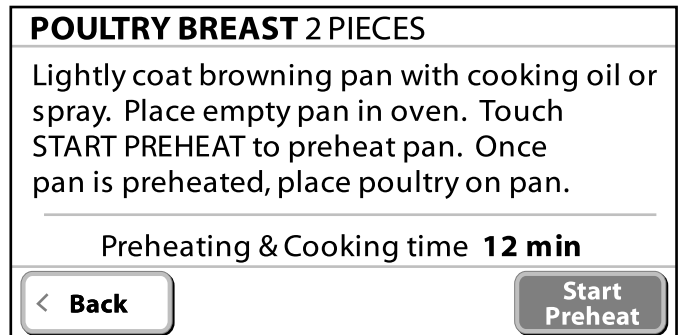 POULTRY BREAST 2 PIECES
Lightly coat browning pan with cooking oil or
spray. Place empty pan in oven. Touch
START PREHEAT to preheat pan. Once
pan is preheated, place poultry on pan.
Preheating & Cooking time 12 min
< Back
Start
Preheat